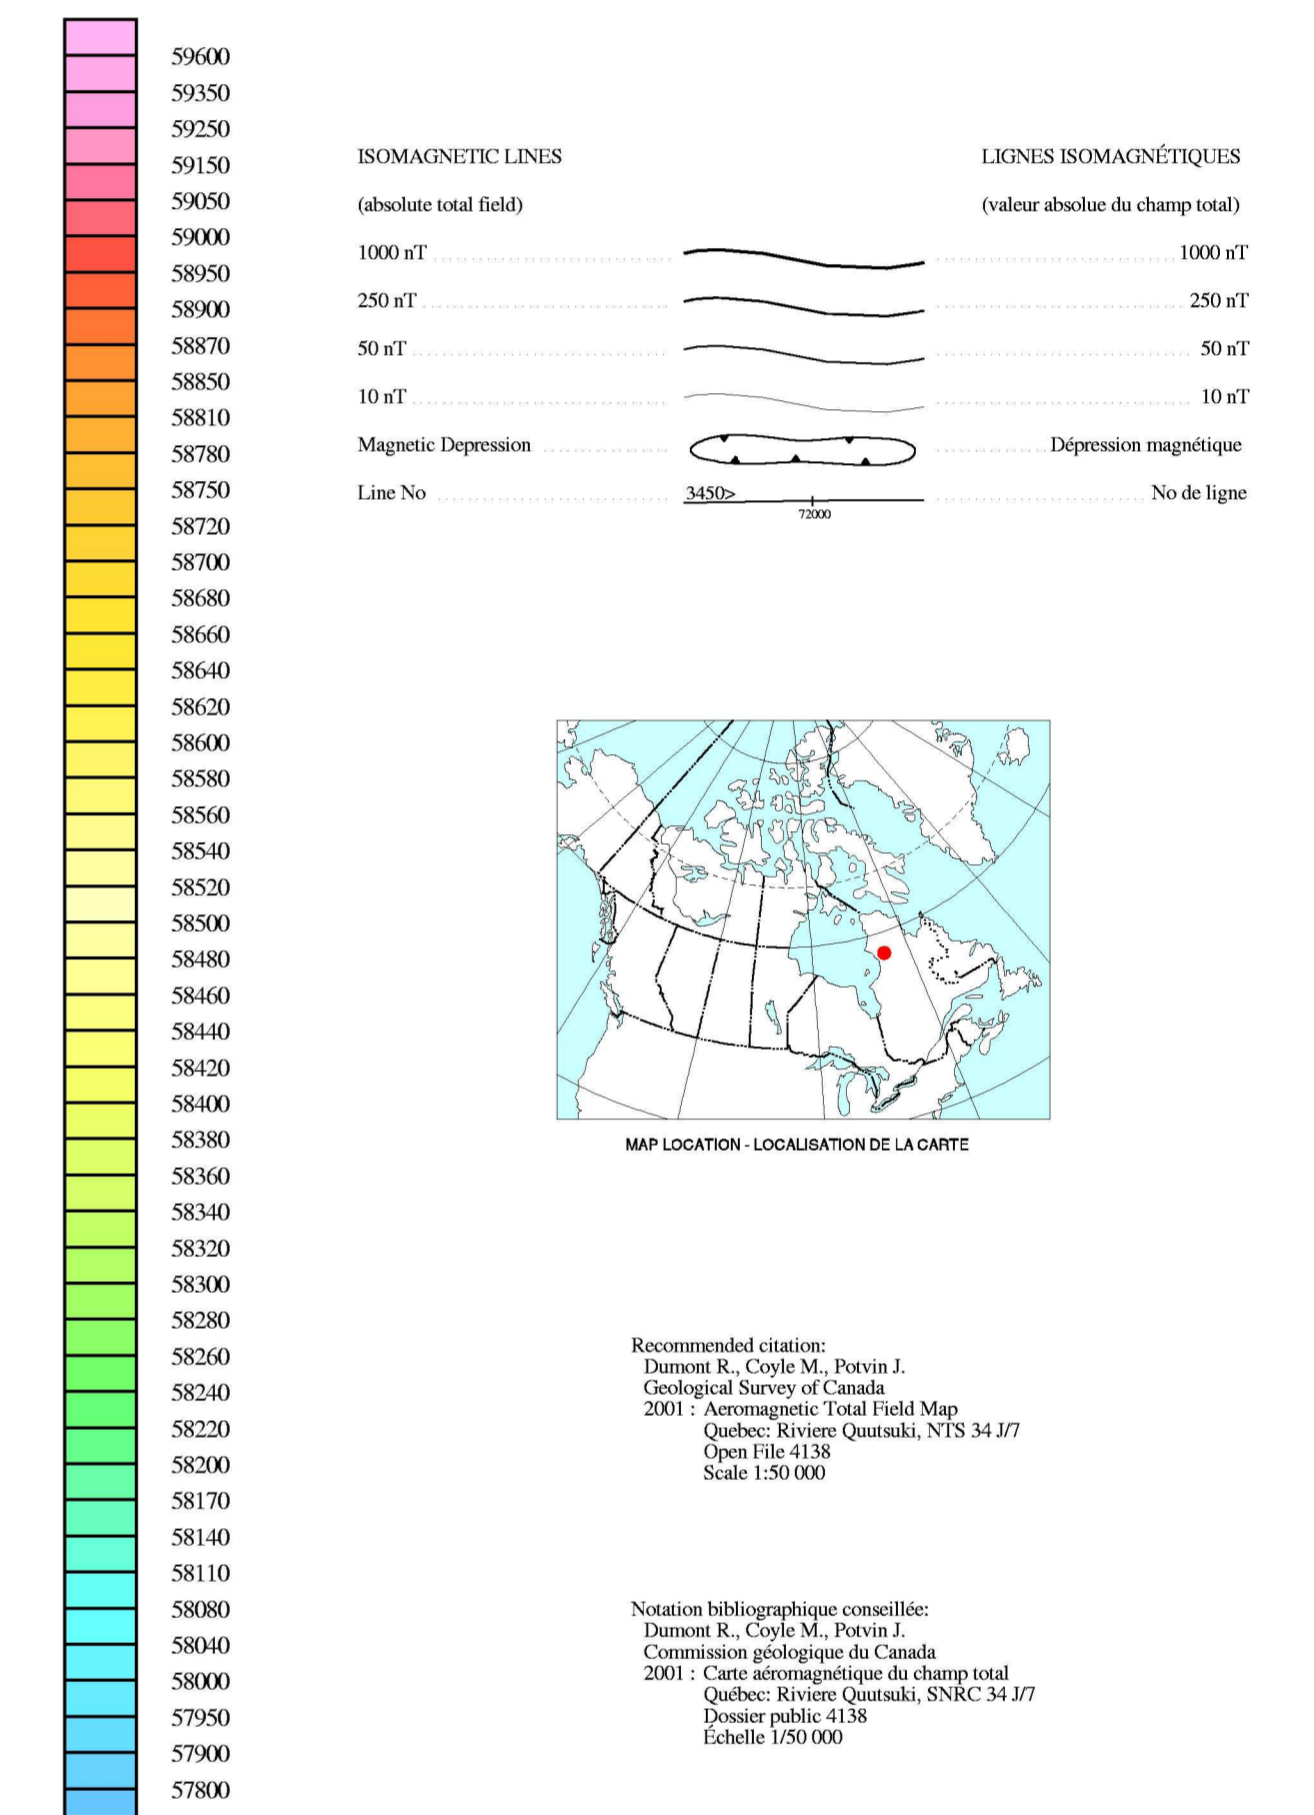 59600
59350
59250
59150
59050
59000
58950
58900
58870
58850
58810
58780
58750
58720
58700
58680
58660
58640
58620
58600
58580
58560
58540
58520
58500
58480
58460
58440
58420
58400
58380
58360
58340
58320
58300
58280
58260
58240
58220
58200
58170
58140
58110
58080
58040
58000
57950
57900
57800
ISOMAGNETIC LINES LIGNES ISOMAGNÉTIQUES
(absolute total field) (valeur absolue du champ total)
1000 nT 1000 nT
250 nT 250 nT
50 nT 50 nT
10 nT 10 nT
Magnetic Depression Dépression magnétique
Line No 3450> No de ligne
72000
MAP LOCATION - LOCALISATION DE LA CARTE
Recommended citation:
Dumont R., Coyle M., Potvin J.
Geological Survey of Canada
2001 : Aeromagnetic Total Field Map
Quebec: Riviere Quutsuki, NTS 34 J/7
Open File 4138
Scale 1:50 000
Notation bibliographique conseillée:
Dumont R., Coyle M., Potvin J.
Commission géologique du Canada
2001 : Carte aéromagnétique du champ total
Québec: Riviere Quutsuki, SNRC 34 J/7
Dossier public 4138
Échelle 1/50 000